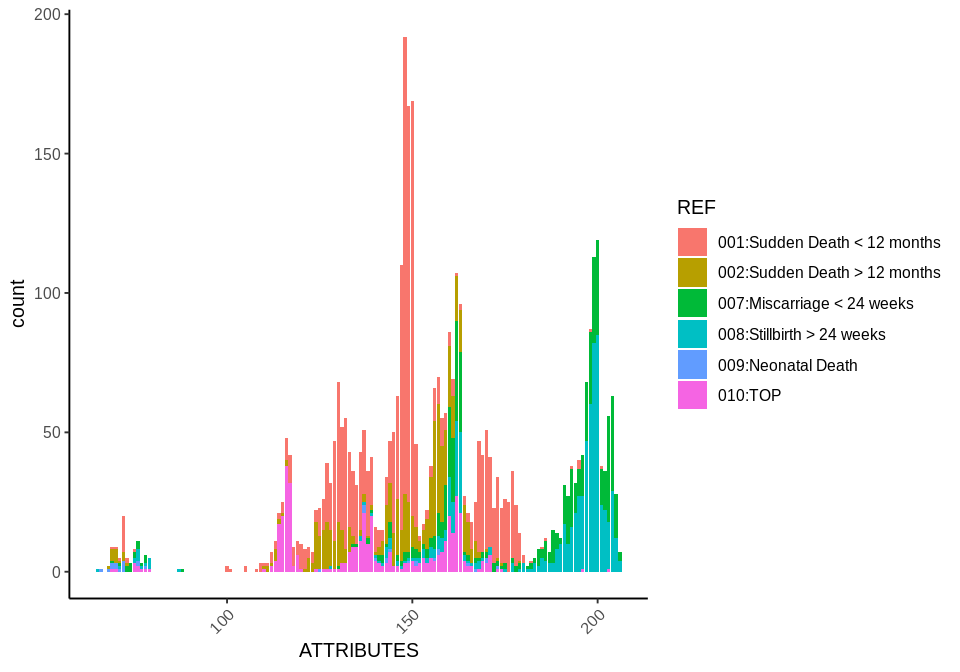 200
150
100
50
0
count
100
150
200
ATTRIBUTES
REF
001:Sudden Death < 12 months
002:Sudden Death > 12 months
007:Miscarriage < 24 weeks
008:Stillbirth > 24 weeks
009:Neonatal Death
010:TOP